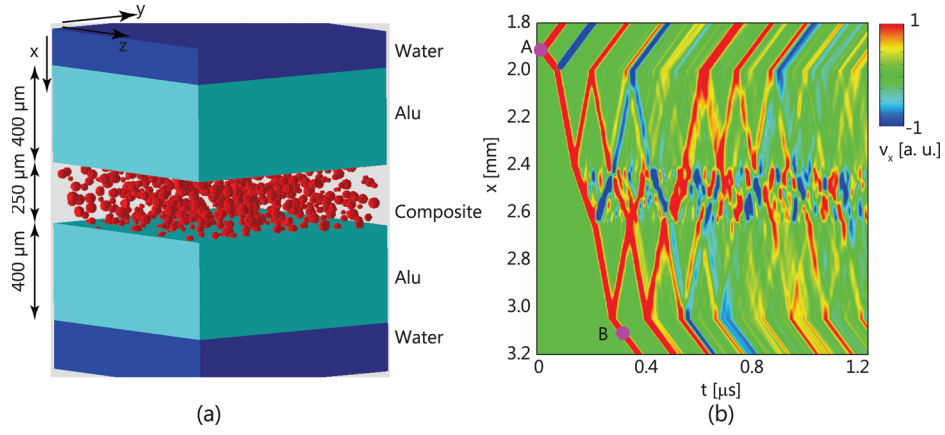 y
z
x
Water
400 µm
Alu
250 µm
Composite
400 µm
Alu
Water
(a)
1.8
2.0
2.2
2.4
2.6
2.8
3.0
3.2
x [mm]
A
B
0
0.4
0.8
1.2
t [µs]
1
-1
vₓ [a. u.]
(b)